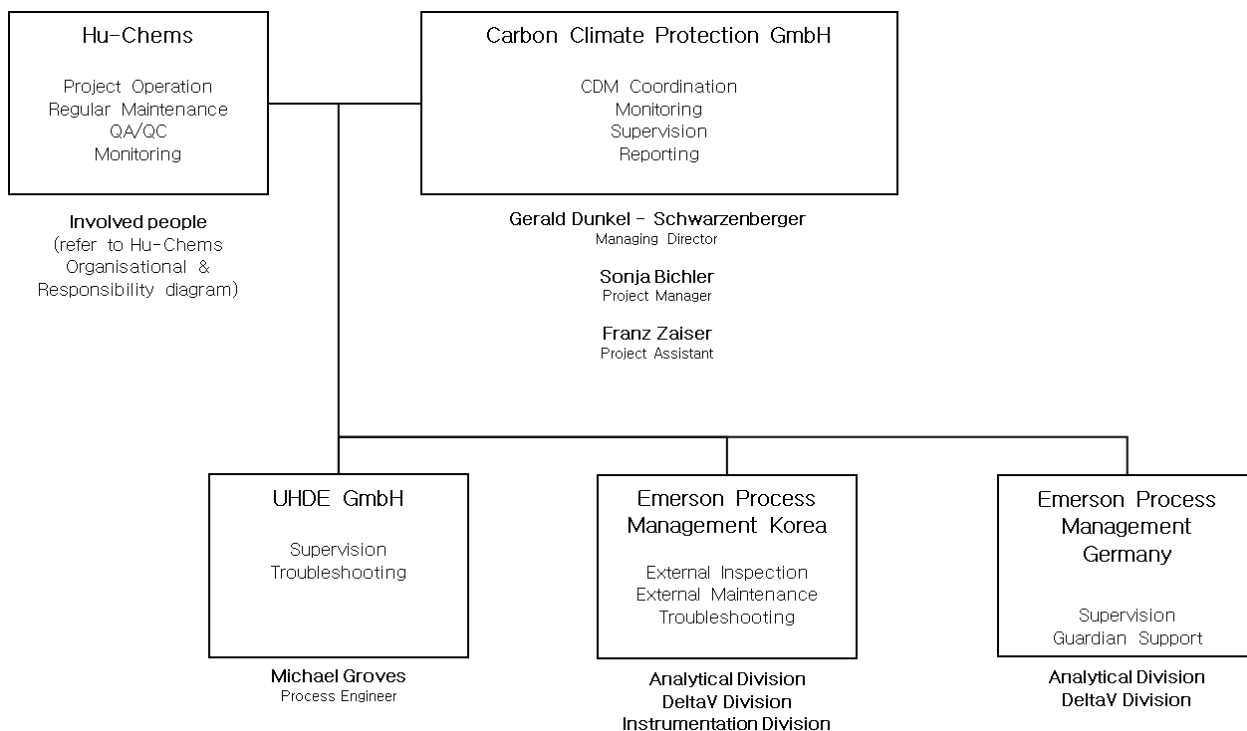 Hu-Chems
Project Operation
Regular Maintenance
QA/QC
Monitoring
Involved people
(refer to Hu-Chems
Organisational &
Responsibility diagram)
Carbon Climate Protection GmbH
CDM Coordination
Monitoring
Supervision
Reporting
Gerald Dunkel - Schwarzenberger
Managing Director
Sonja Bichler
Project Manager
Franz Zaiser
Project Assistant
UHDE GmbH
Supervision
Troubleshooting
Michael Groves
Process Engineer
Emerson Process
Management Korea
External Inspection
External Maintenance
Troubleshooting
Analytical Division
DeltaV Division
Instrumentation Division
Emerson Process
Management
Germany
Supervision
Guardian Support
Analytical Division
DeltaV Division